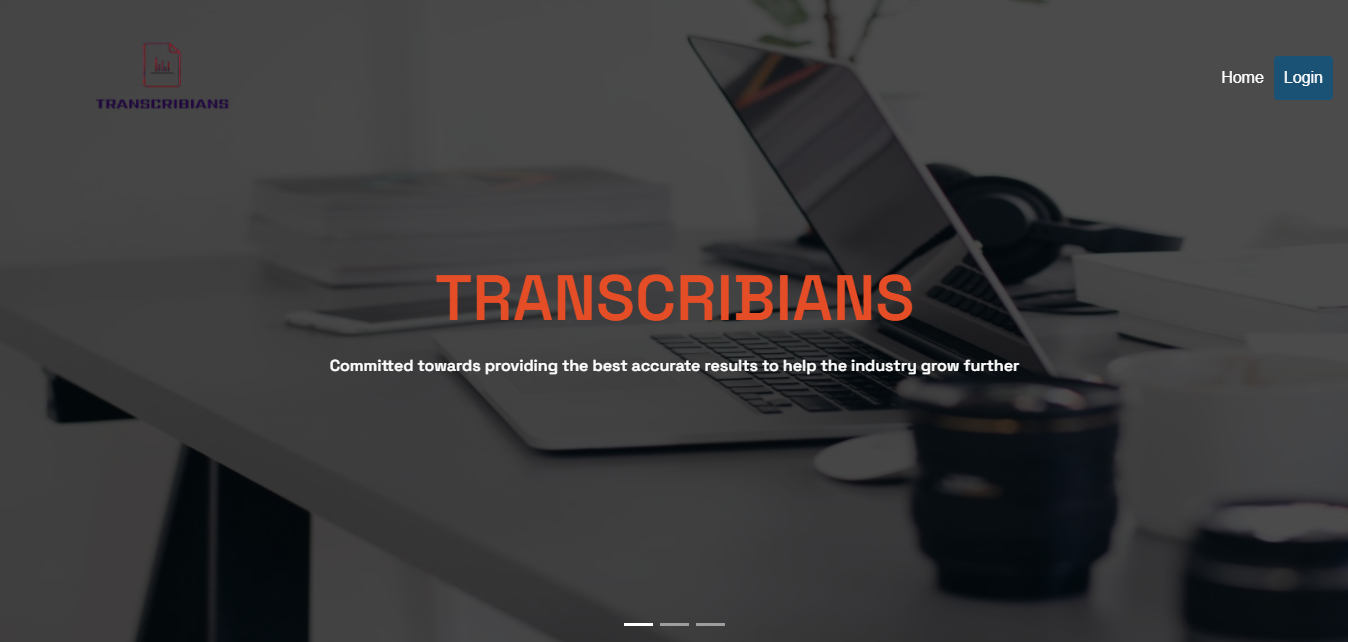 TRANSCRIBIANS
Home
Login
TRANSCRIBIANS
Committed towards providing the best accurate results to help the industry grow further